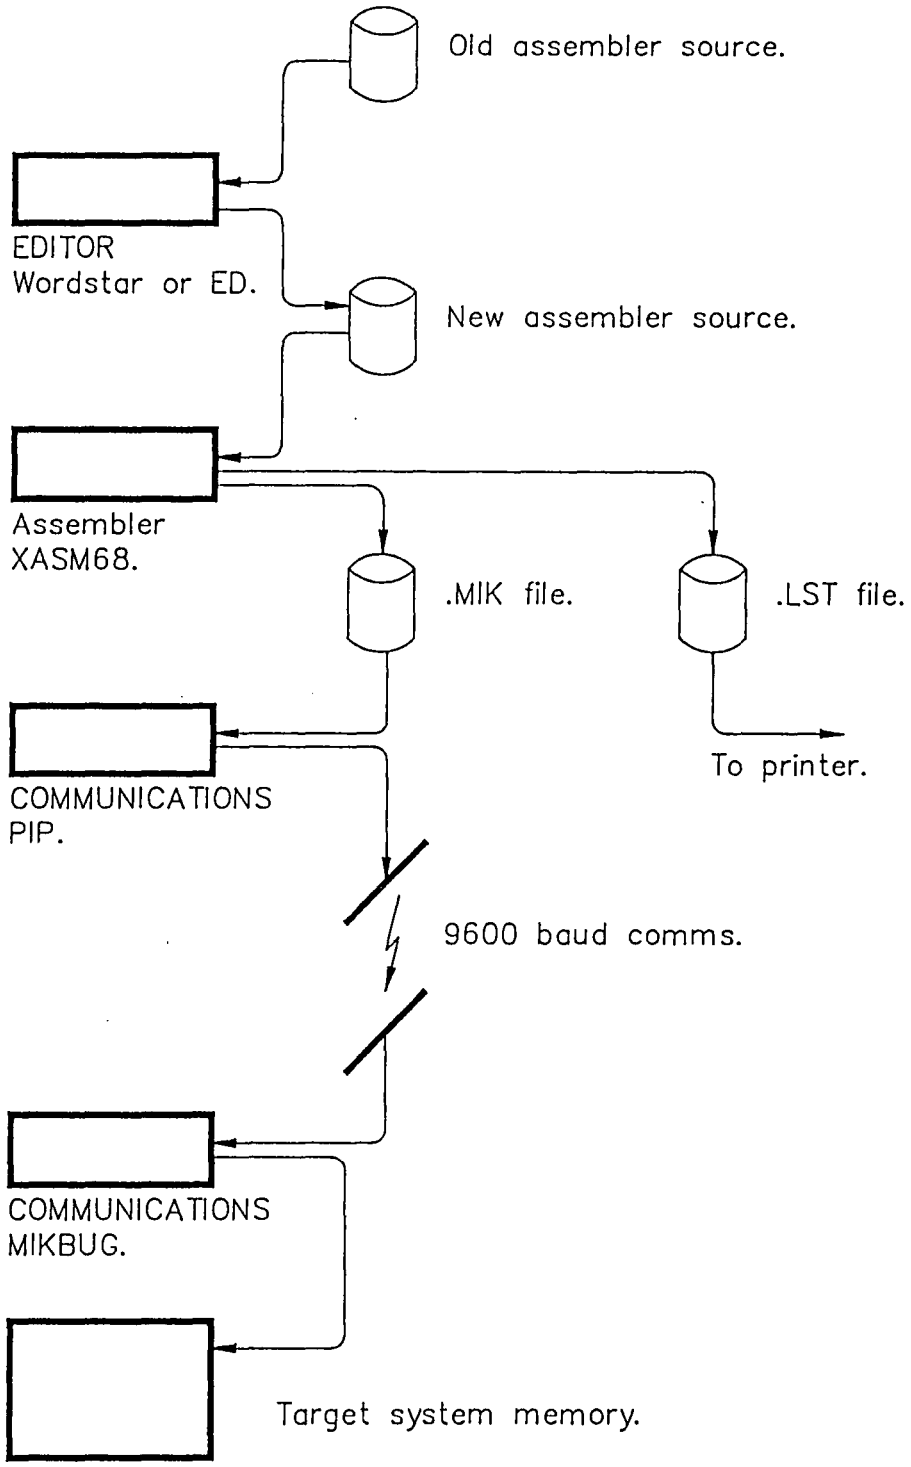 Old assembler source.
EDITOR
Wordstar or ED.
New assembler source.
Assembler
XASM68.
.MIK file.
.LST file.
To printer.
COMMUNICATIONS
PIP.
9600 baud comms.
COMMUNICATIONS
MIKBUG.
Target system memory.